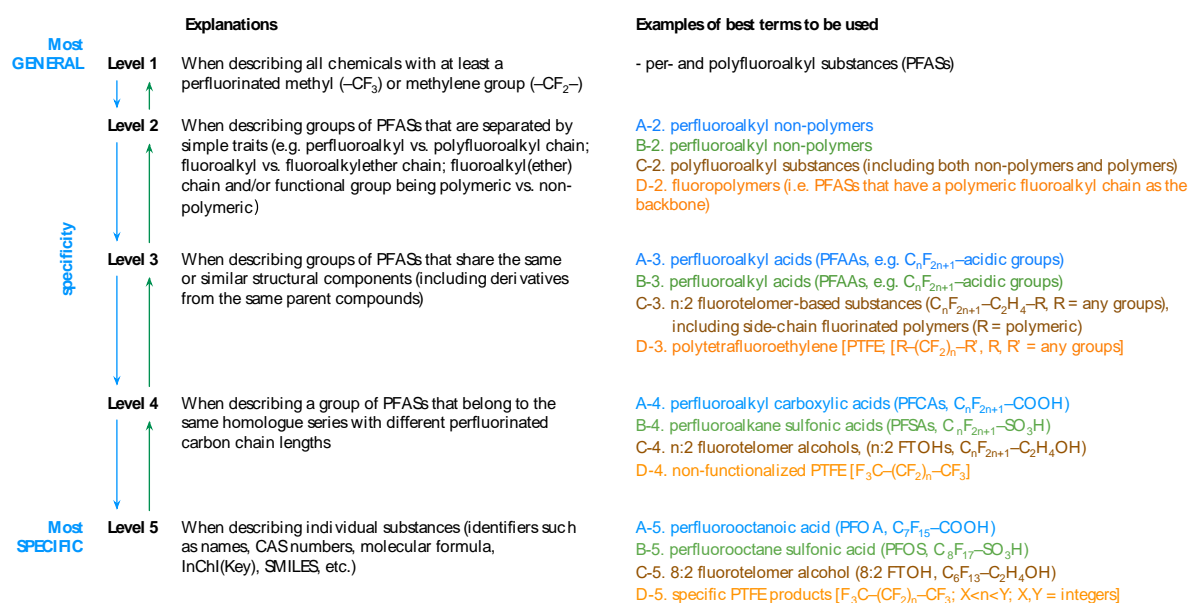 Explanations
Examples of best terms to be used
Most
GENERAL
Level 1
When describing all chemicals with at least a
perfluorinated methyl (–CF₃) or methylene group (–CF₂–)
- per- and polyfluoroalkyl substances (PFASs)
specificity
Level 2
When describing groups of PFASs that are separated by
simple traits (e.g. perfluoroalkyl vs. polyfluoroalkyl chain;
fluoroalkyl vs. fluoroalkylether chain; fluoroalkyl(ether)
chain and/or functional group being polymeric vs. non-
polymeric)
A-2. perfluoroalkyl non-polymers
B-2. perfluoroalkyl non-polymers
C-2. polyfluoroalkyl substances (including both non-polymers and polymers)
D-2. fluoropolymers (i.e. PFASs that have a polymeric fluoroalkyl chain as the
backbone)
Level 3
When describing groups of PFASs that share the same
or similar structural components (including derivatives
from the same parent compounds)
A-3. perfluoroalkyl acids (PFAAs, e.g. CₙF₂ₙ₊₁–acidic groups)
B-3. perfluoroalkyl acids (PFAAs, e.g. CₙF₂ₙ₊₁–acidic groups)
C-3. n:2 fluorotelomer-based substances (CₙF₂ₙ₊₁–C₂H₄–R, R = any groups),
including side-chain fluorinated polymers (R = polymeric)
D-3. polytetrafluoroethylene [PTFE; [R–(CF₂)ₙ–R', R, R' = any groups]
Level 4
When describing a group of PFASs that belong to the
same homologue series with different perfluorinated
carbon chain lengths
A-4. perfluoroalkyl carboxylic acids (PFCAs, CₙF₂ₙ₊₁–COOH)
B-4. perfluoroalkane sulfonic acids (PFSAs, CₙF₂ₙ₊₁–SO₃H)
C-4. n:2 fluorotelomer alcohols, (n:2 FTOHs, CₙF₂ₙ₊₁–C₂H₄OH)
D-4. non-functionalized PTFE [F₃C–(CF₂)ₙ–CF₃]
Most
SPECIFIC
Level 5
When describing individual substances (identifiers such
as names, CAS numbers, molecular formula,
InChI(Key), SMILES, etc.)
A-5. perfluorooctanoic acid (PFOA, C₇F₁₅–COOH)
B-5. perfluorooctane sulfonic acid (PFOS, C₈F₁₇–SO₃H)
C-5. 8:2 fluorotelomer alcohol (8:2 FTOH, C₆F₁₃–C₂H₄OH)
D-5. specific PTFE products [F₃C–(CF₂)ₙ–CF₃; X<n<Y; X,Y = integers]